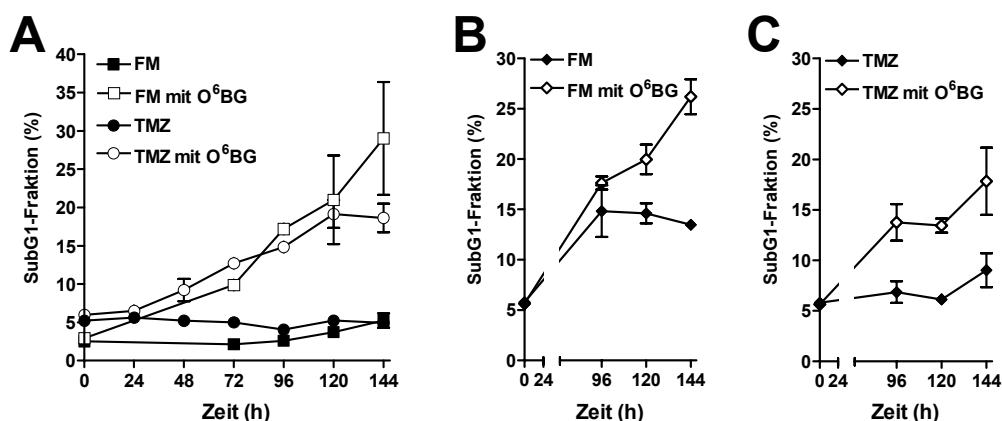 A
40
35
30
25
20
15
10
5
0
SubG1-Fraktion (%)
FM
FM mit O⁶BG
TMZ
TMZ mit O⁶BG
0 24 48 72 96 120 144
Zeit (h)
B
30
25
20
15
10
5
0
SubG1-Fraktion (%)
FM
FM mit O⁶BG
0 24 96 120 144
Zeit (h)
C
30
25
20
15
10
5
0
SubG1-Fraktion (%)
TMZ
TMZ mit O⁶BG
0 24 96 120 144
Zeit (h)